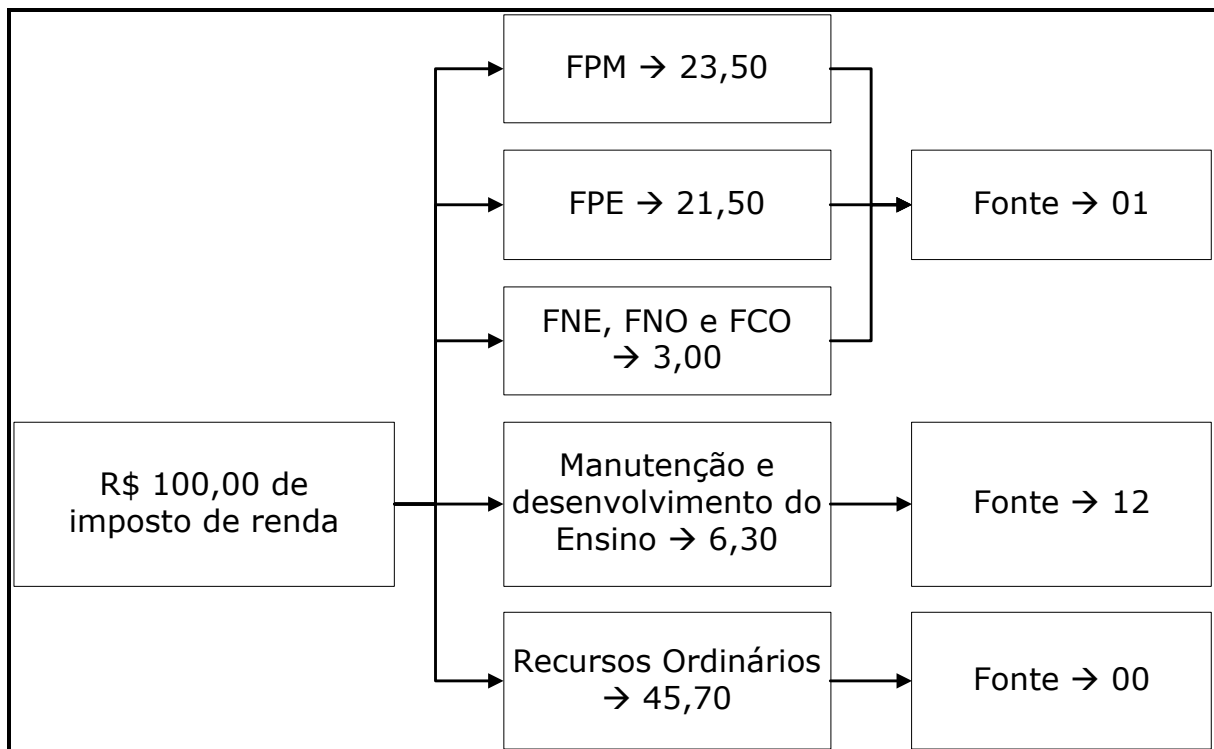 FPM → 23,50
FPE → 21,50
Fonte → 01
FNE, FNO e FCO
→ 3,00
R$ 100,00 de
imposto de renda
Manutenção e
desenvolvimento do
Ensino → 6,30
Fonte → 12
Recursos Ordinários
→ 45,70
Fonte → 00